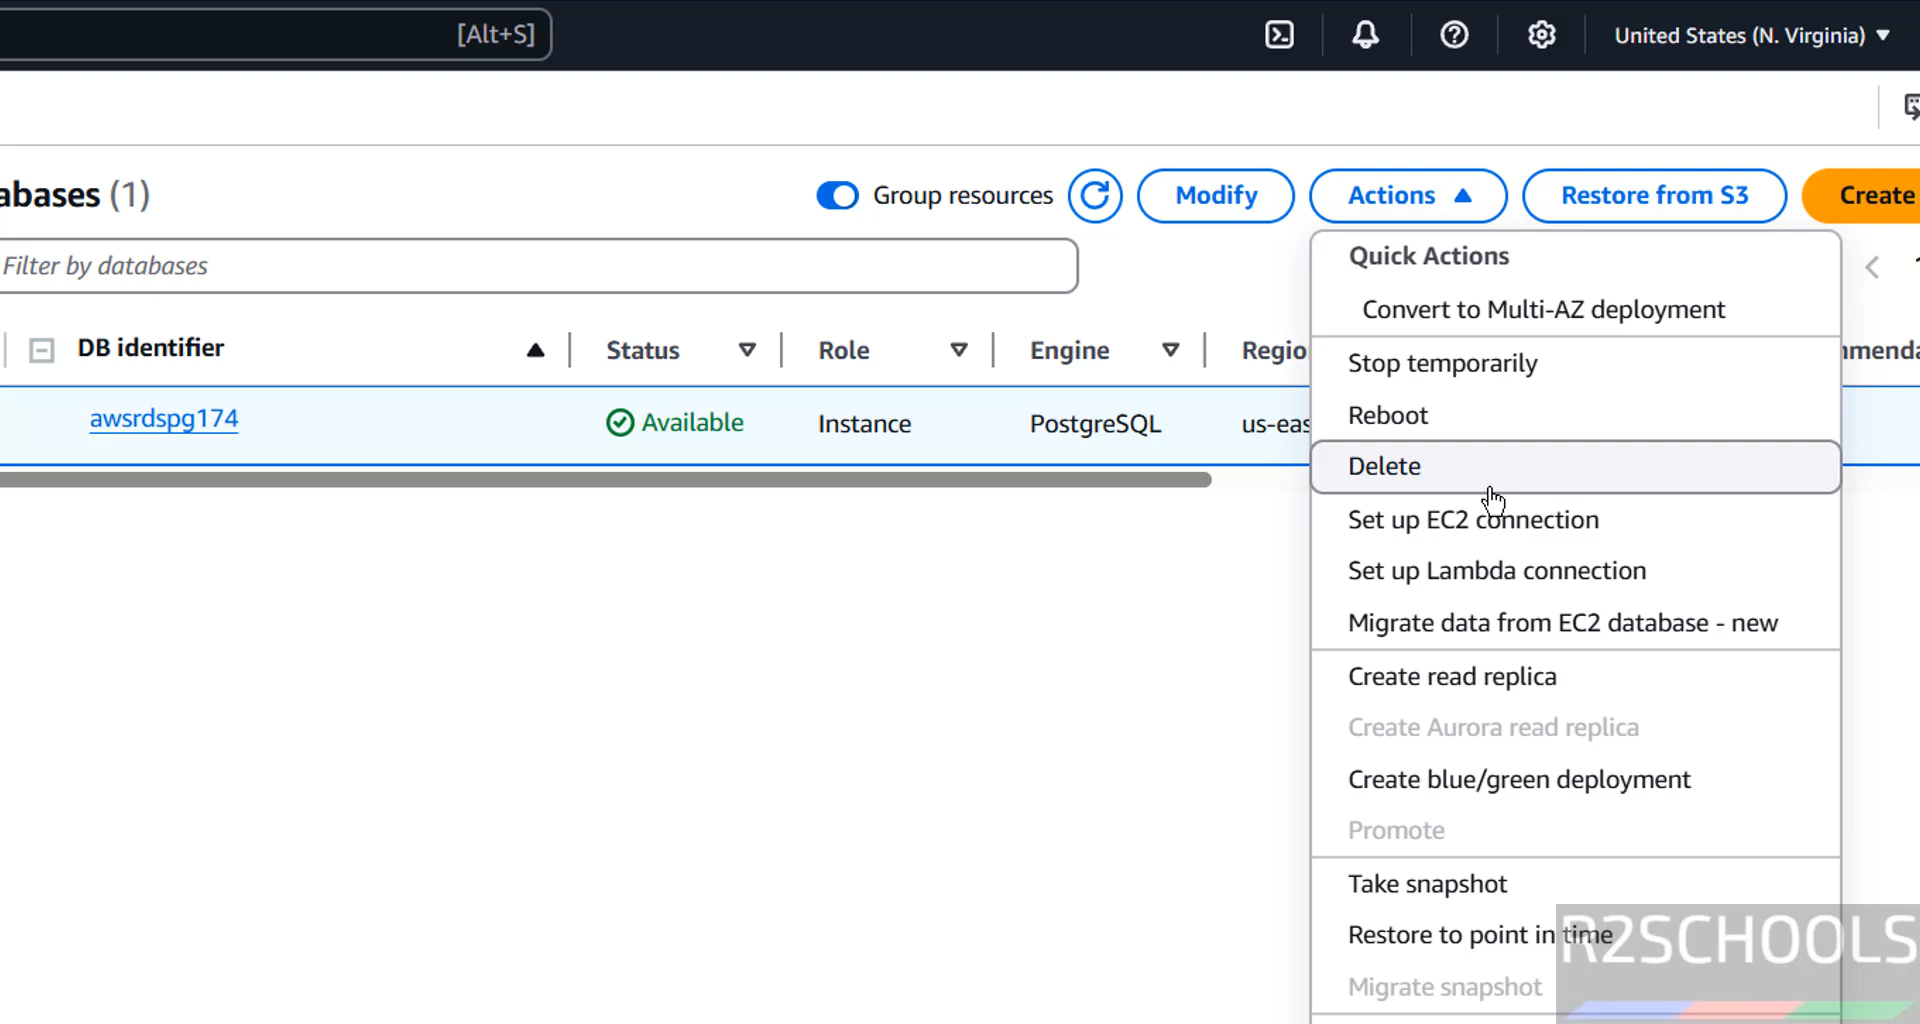 [Alt+S]
United States (N. Virginia)
abases (1)
Group resources
Modify
Actions
Restore from S3
Create
Filter by databases
Quick Actions
Convert to Multi-AZ deployment
DB identifier
Status
Role
Engine
Regio
mmenda
Stop temporarily
awsrdspg174
Available
Instance
PostgreSQL
us-eas
Reboot
Delete
Set up EC2 connection
Set up Lambda connection
Migrate data from EC2 database - new
Create read replica
Create Aurora read replica
Create blue/green deployment
Promote
Take snapshot
Restore to point in time
R2SCHOOLS
Migrate snapshot